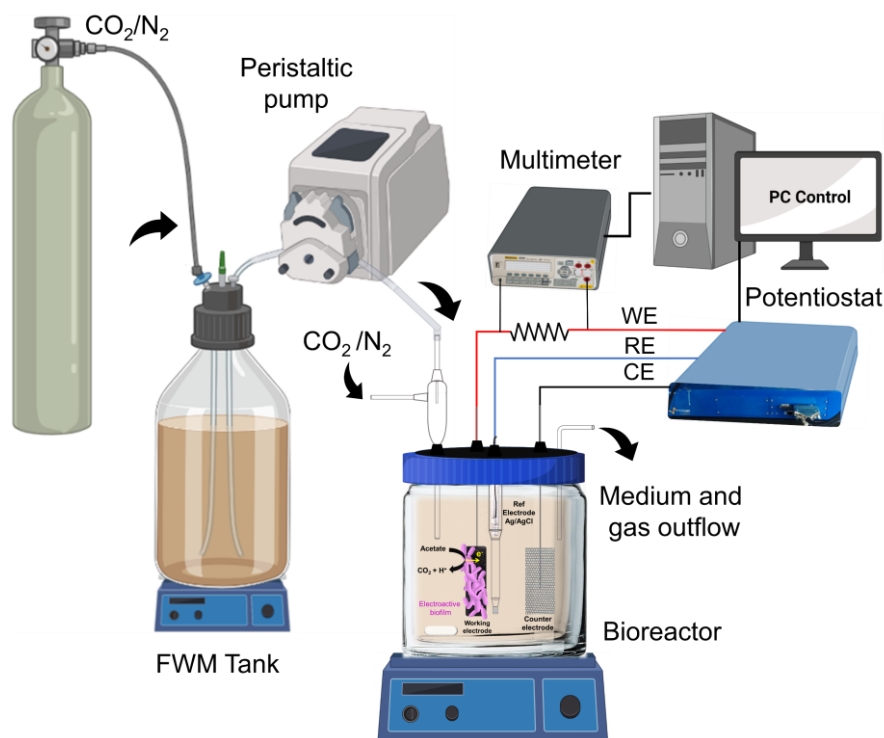 CO₂/N₂
Peristaltic
pump
Multimeter
PC Control
Potentiostat
WE
RE
CE
CO₂/N₂
Medium and
gas outflow
Ref
Electrode
Ag/AgCl
Acetate
e⁻
CO₂ + H⁺
Electroactive
biofilm
Working
electrode
Counter
electrode
Bioreactor
FWM Tank